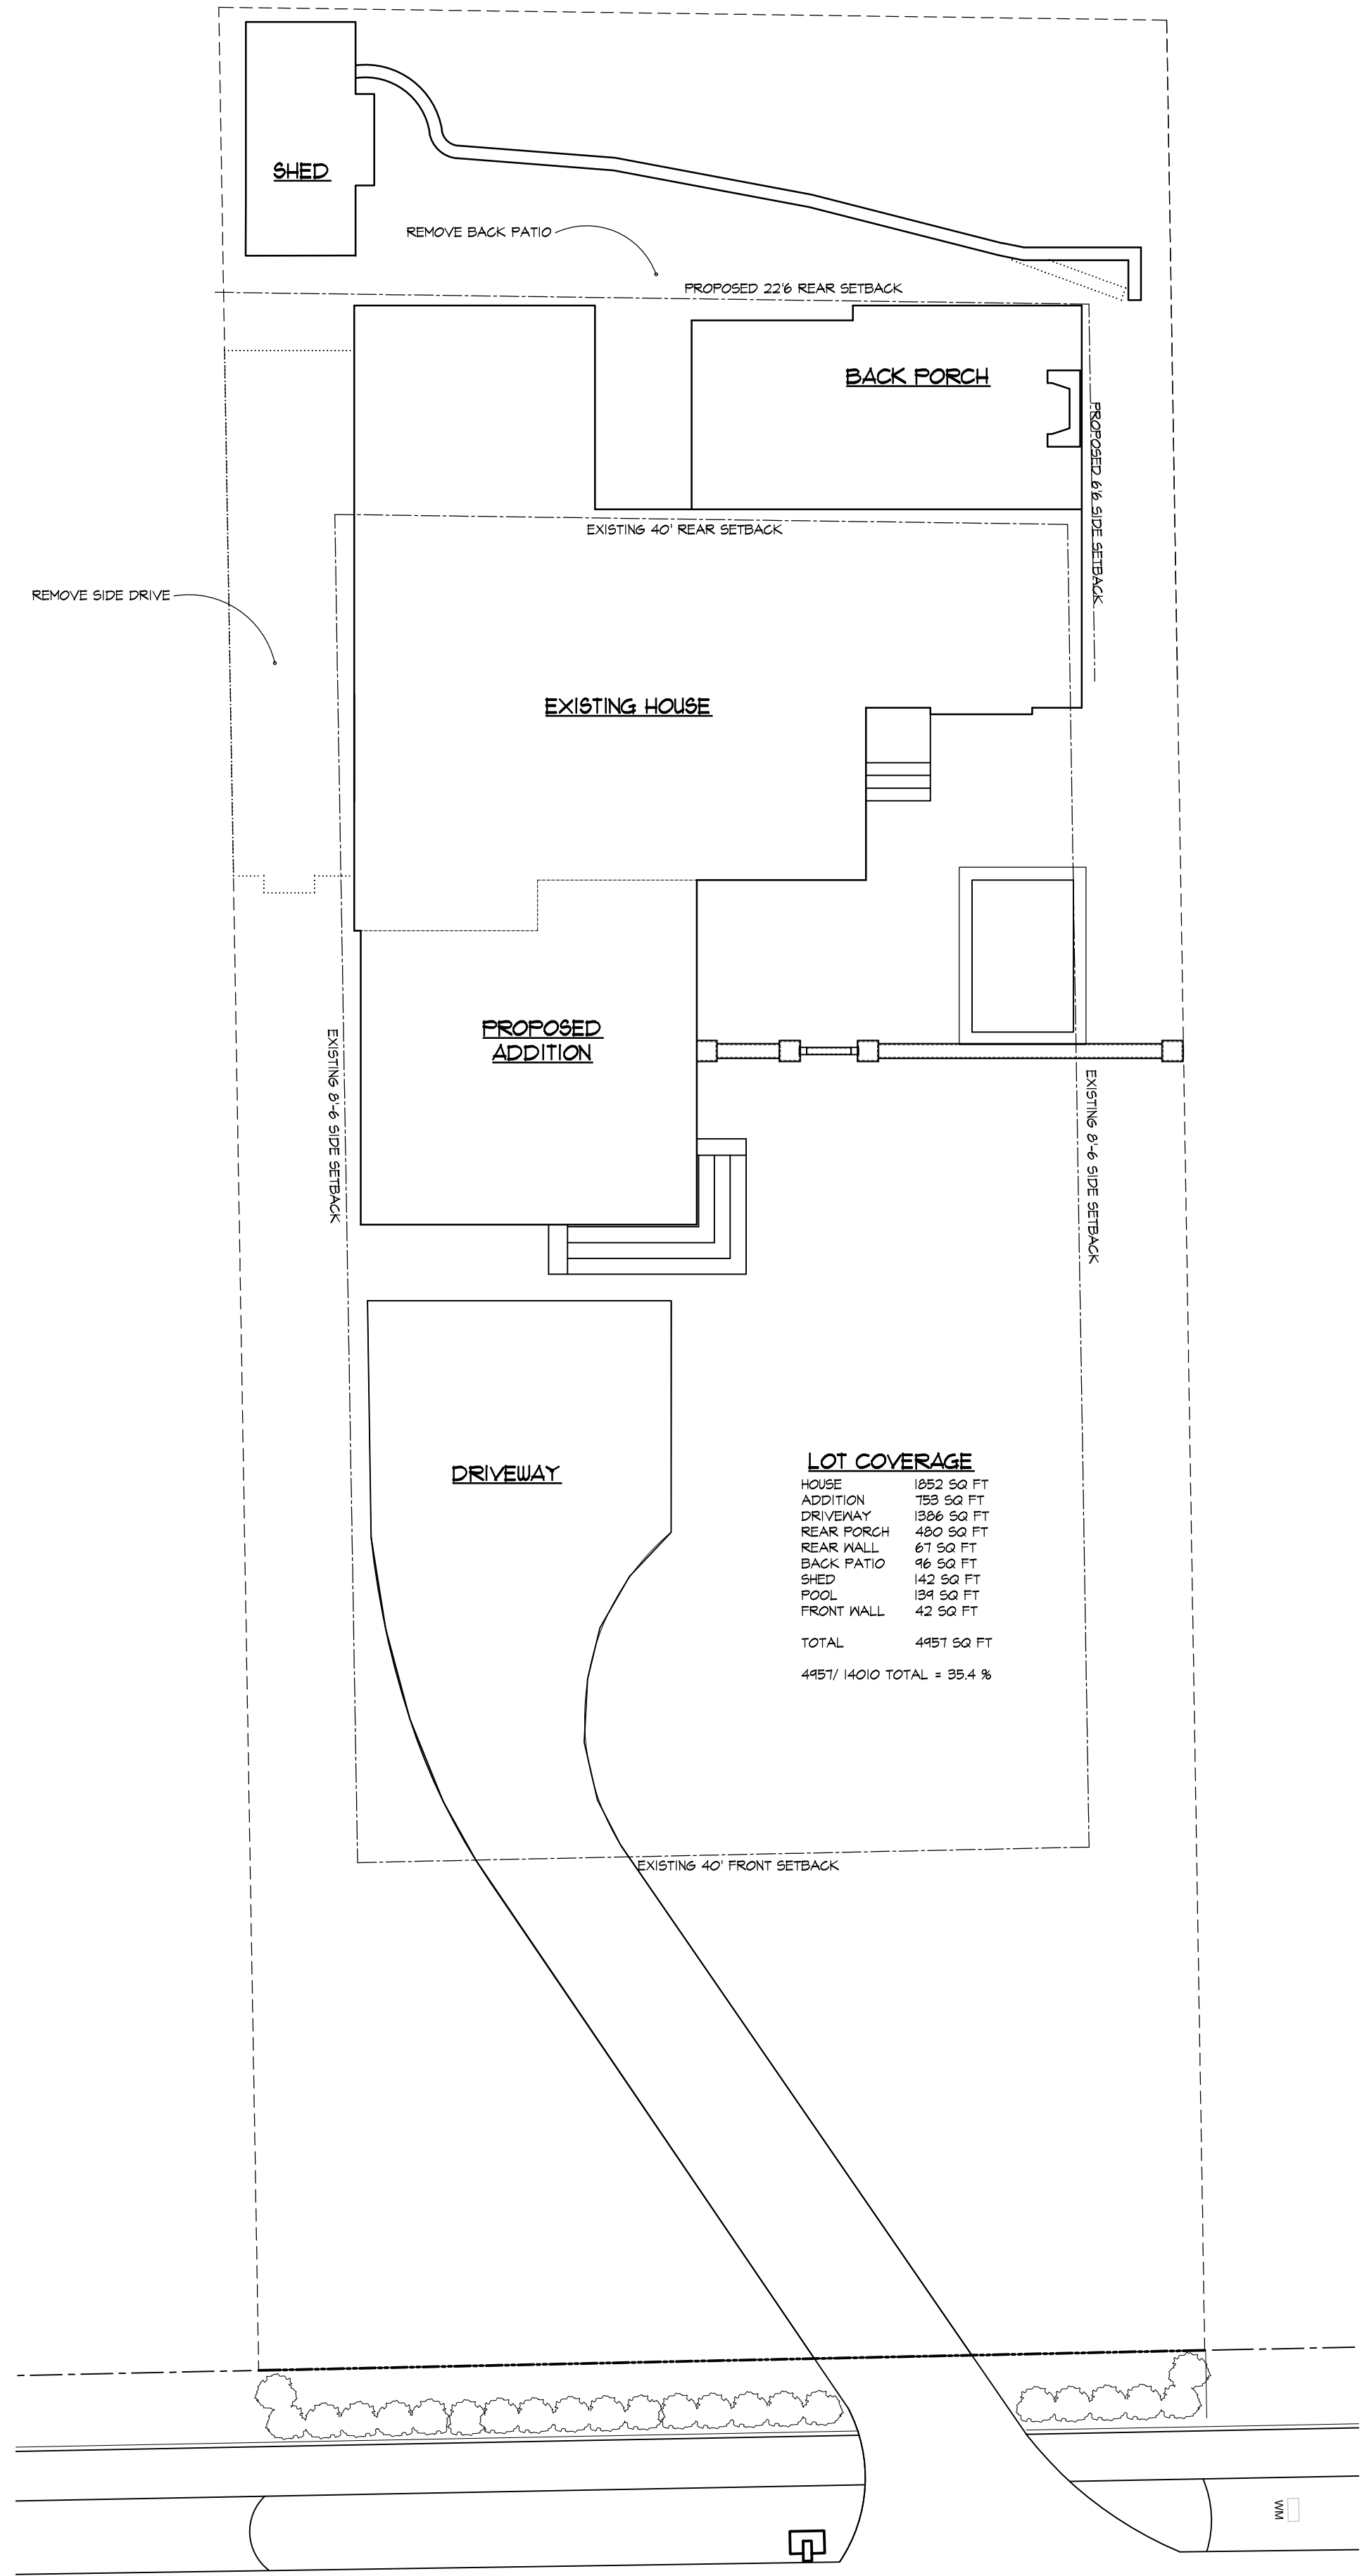 SHED
REMOVE BACK PATIO
PROPOSED 22'6 REAR SETBACK
BACK PORCH
PROPOSED 6'6 SIDE SETBACK
EXISTING 40' REAR SETBACK
REMOVE SIDE DRIVE
EXISTING HOUSE
PROPOSED
ADDITION
EXISTING 8'-6 SIDE SETBACK
EXISTING 8'-6 SIDE SETBACK
DRIVEWAY
LOT COVERAGE
HOUSE 1852 SQ FT
ADDITION 753 SQ FT
DRIVEWAY 1386 SQ FT
REAR PORCH 480 SQ FT
REAR WALL 67 SQ FT
BACK PATIO 96 SQ FT
SHED 142 SQ FT
POOL 139 SQ FT
FRONT WALL 42 SQ FT
TOTAL 4957 SQ FT
4957/ 14010 TOTAL = 35.4 %
EXISTING 40' FRONT SETBACK
WM